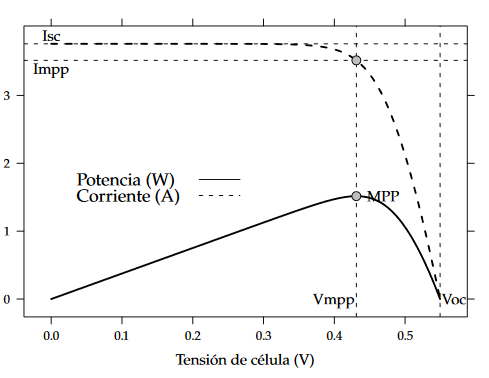 Isc
Impp
3
2
Potencia (W)
Corriente (A)
MPP
1
Vmpp
Voc
0
0.0 0.1 0.2 0.3 0.4 0.5
Tensión de célula (V)